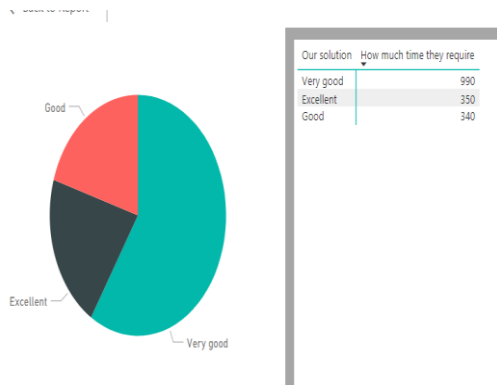 Back to Report
Good
Excellent
Very good
Our solution How much time they require
Very good 990
Excellent 350
Good 340